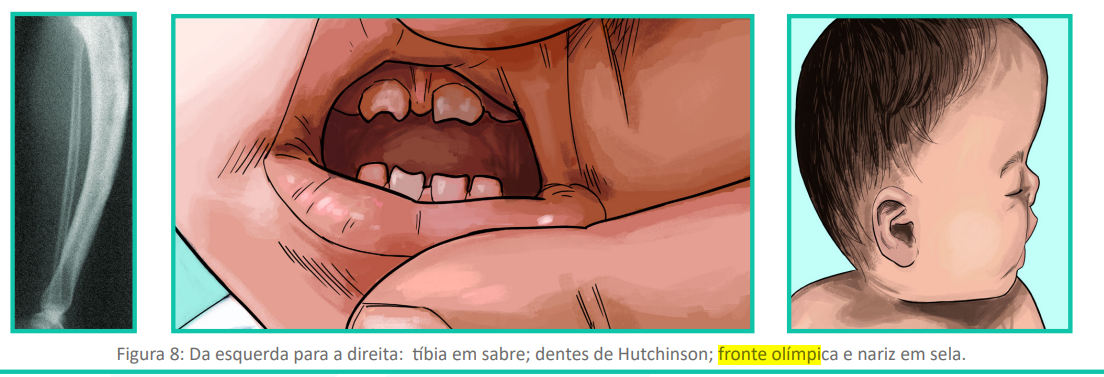 Figura 8: Da esquerda para a direita: tíbia em sabre; dentes de Hutchinson; fronte olímpica e nariz em sela.